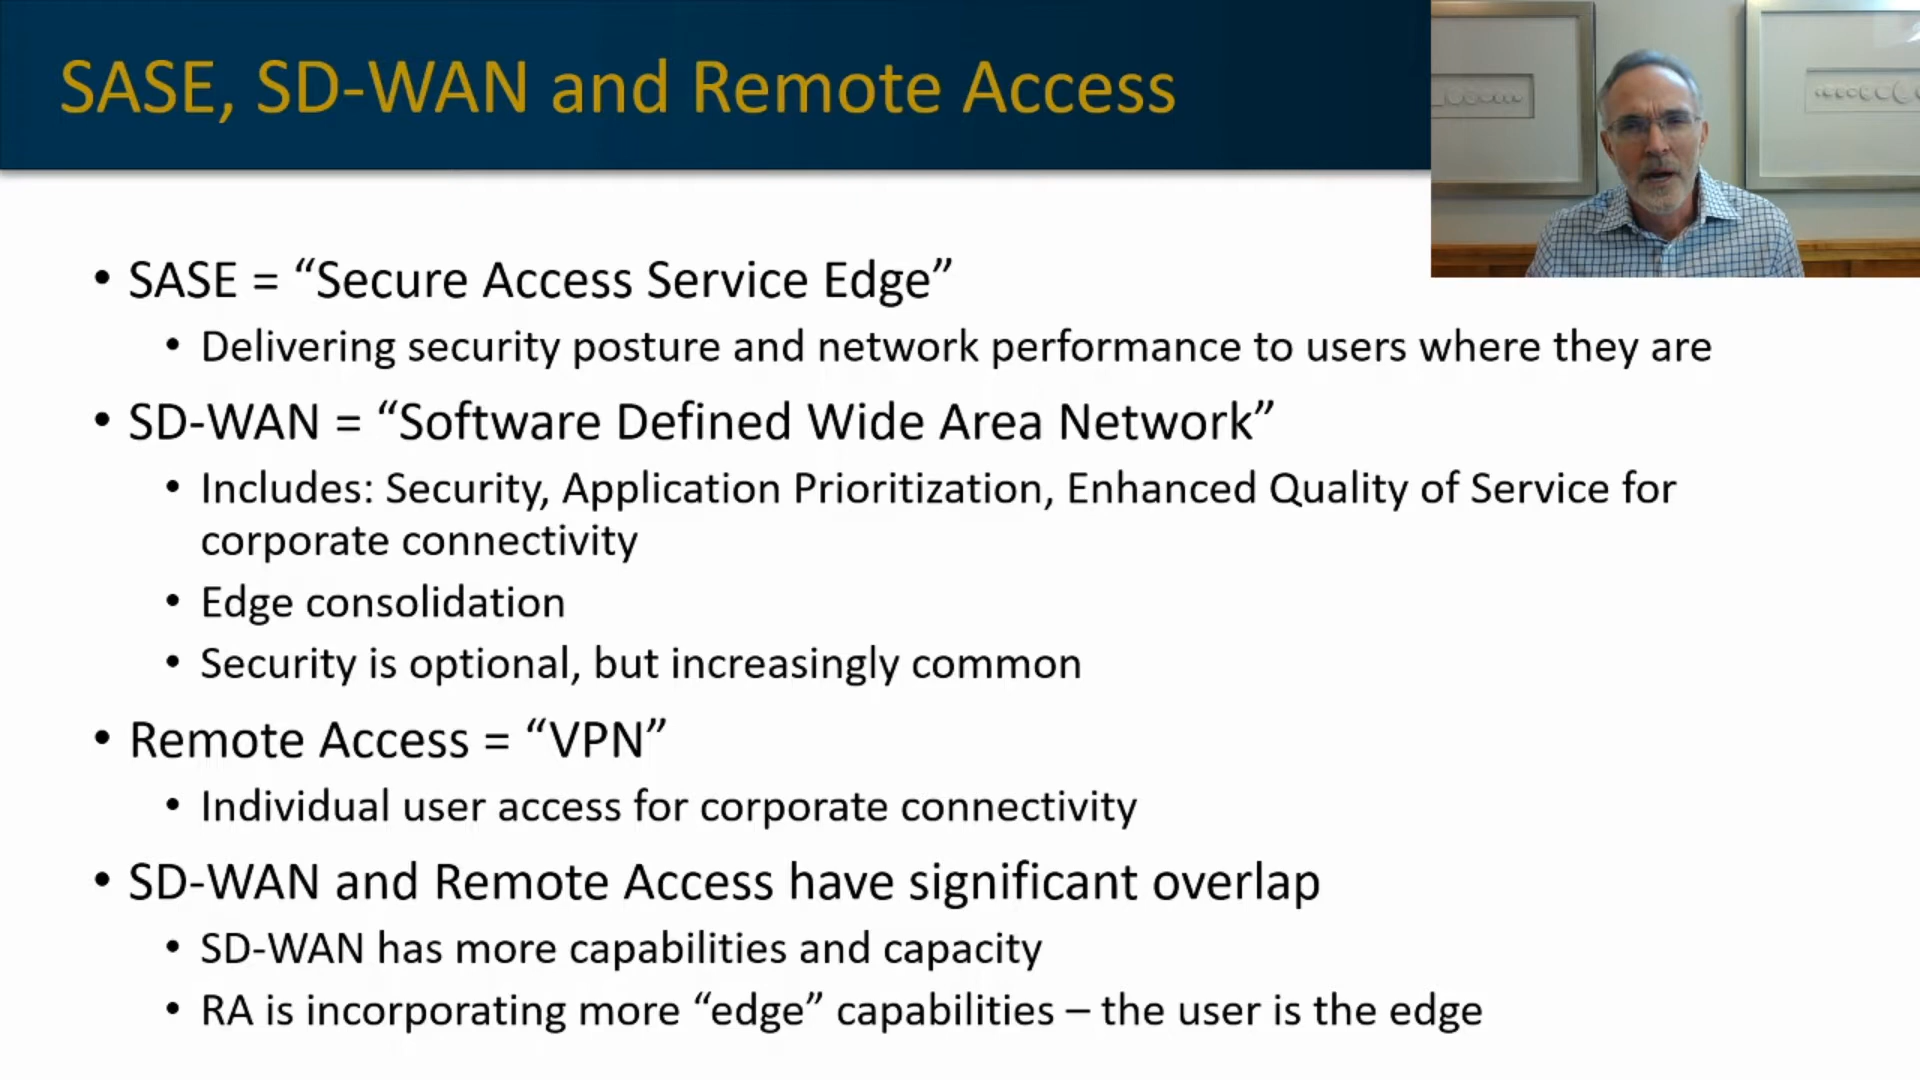 SASE, SD-WAN and Remote Access
• SASE = “Secure Access Service Edge”
• Delivering security posture and network performance to users where they are
• SD-WAN = “Software Defined Wide Area Network”
• Includes: Security, Application Prioritization, Enhanced Quality of Service for
corporate connectivity
• Edge consolidation
• Security is optional, but increasingly common
• Remote Access = “VPN”
• Individual user access for corporate connectivity
• SD-WAN and Remote Access have significant overlap
• SD-WAN has more capabilities and capacity
• RA is incorporating more “edge” capabilities – the user is the edge